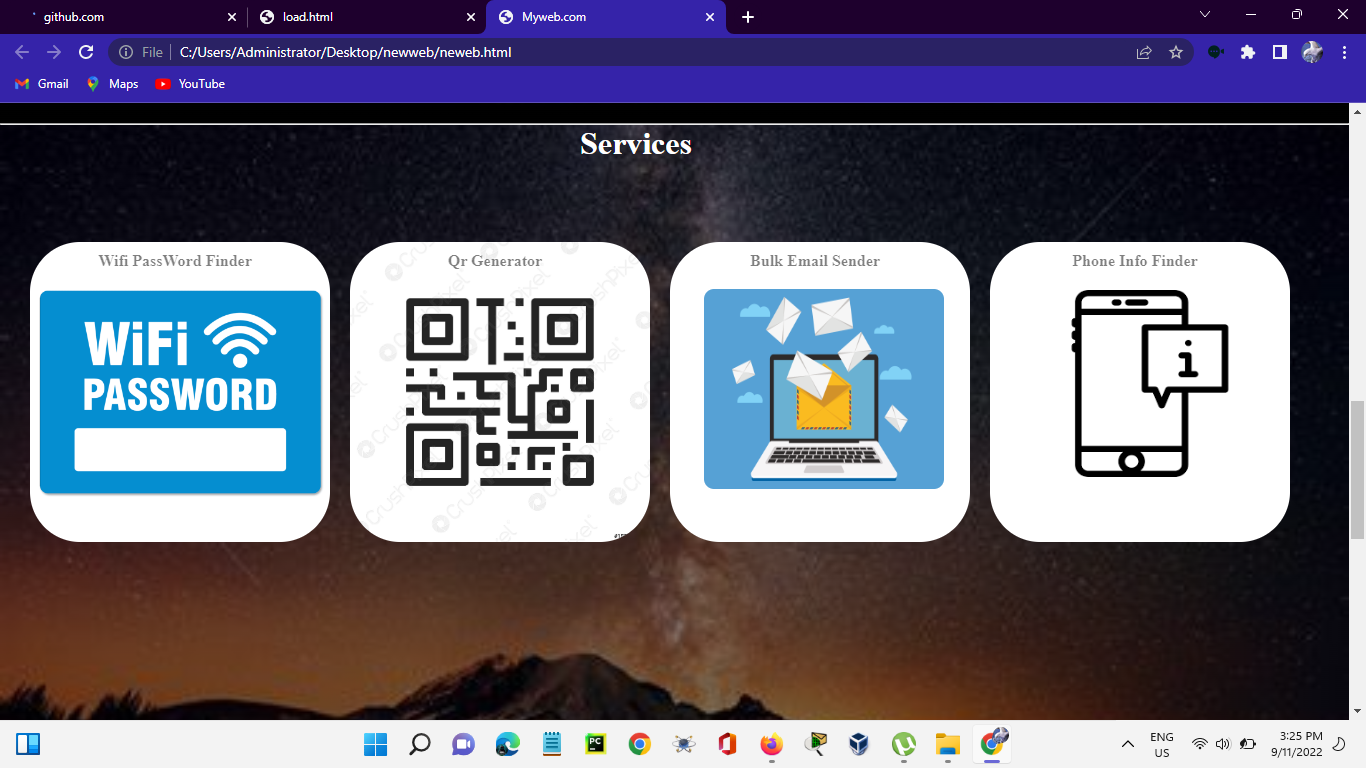 github.com
load.html
Myweb.com
File
C:/Users/Administrator/Desktop/newweb/neweb.html
Gmail
Maps
YouTube
Services
Wifi PassWord Finder
Qr Generator
Bulk Email Sender
Phone Info Finder
WiFi
PASSWORD
CrushPixel
i
PC
ENG
US
3:25 PM
9/11/2022